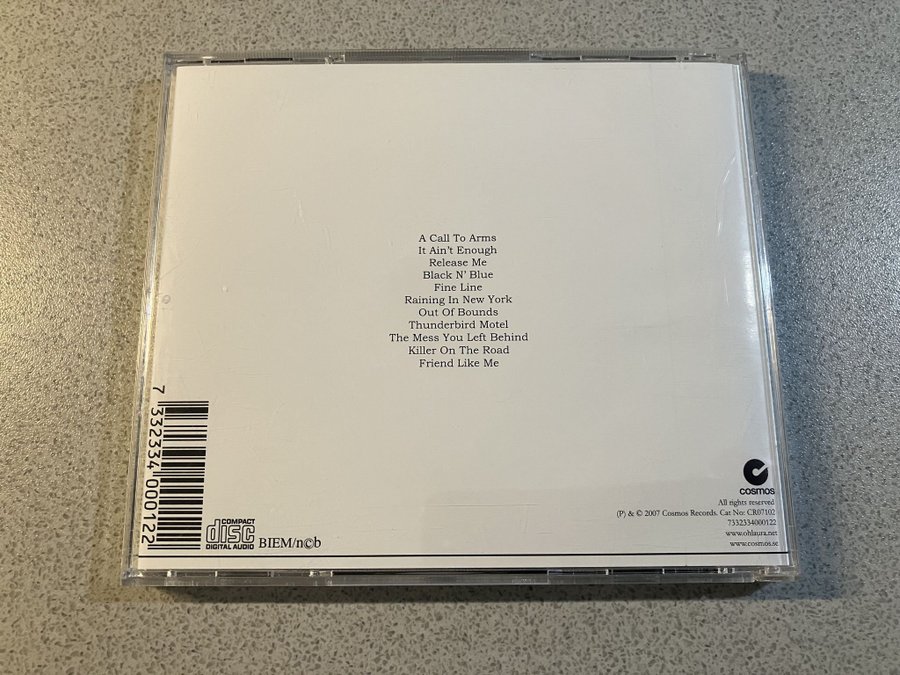 A Call To Arms
It Ain't Enough
Release Me
Black N' Blue
Fine Line
Raining In New York
Out Of Bounds
Thunderbird Motel
The Mess You Left Behind
Killer On The Road
Friend Like Me
7 332334 000122
COMPACT
disc
DIGITAL AUDIO
BIEM/n©b
cosmos
All rights reserved
(P) & © 2007 Cosmos Records. Cat No: CR07102
7332334000122
www.ohlaura.net
www.cosmos.se